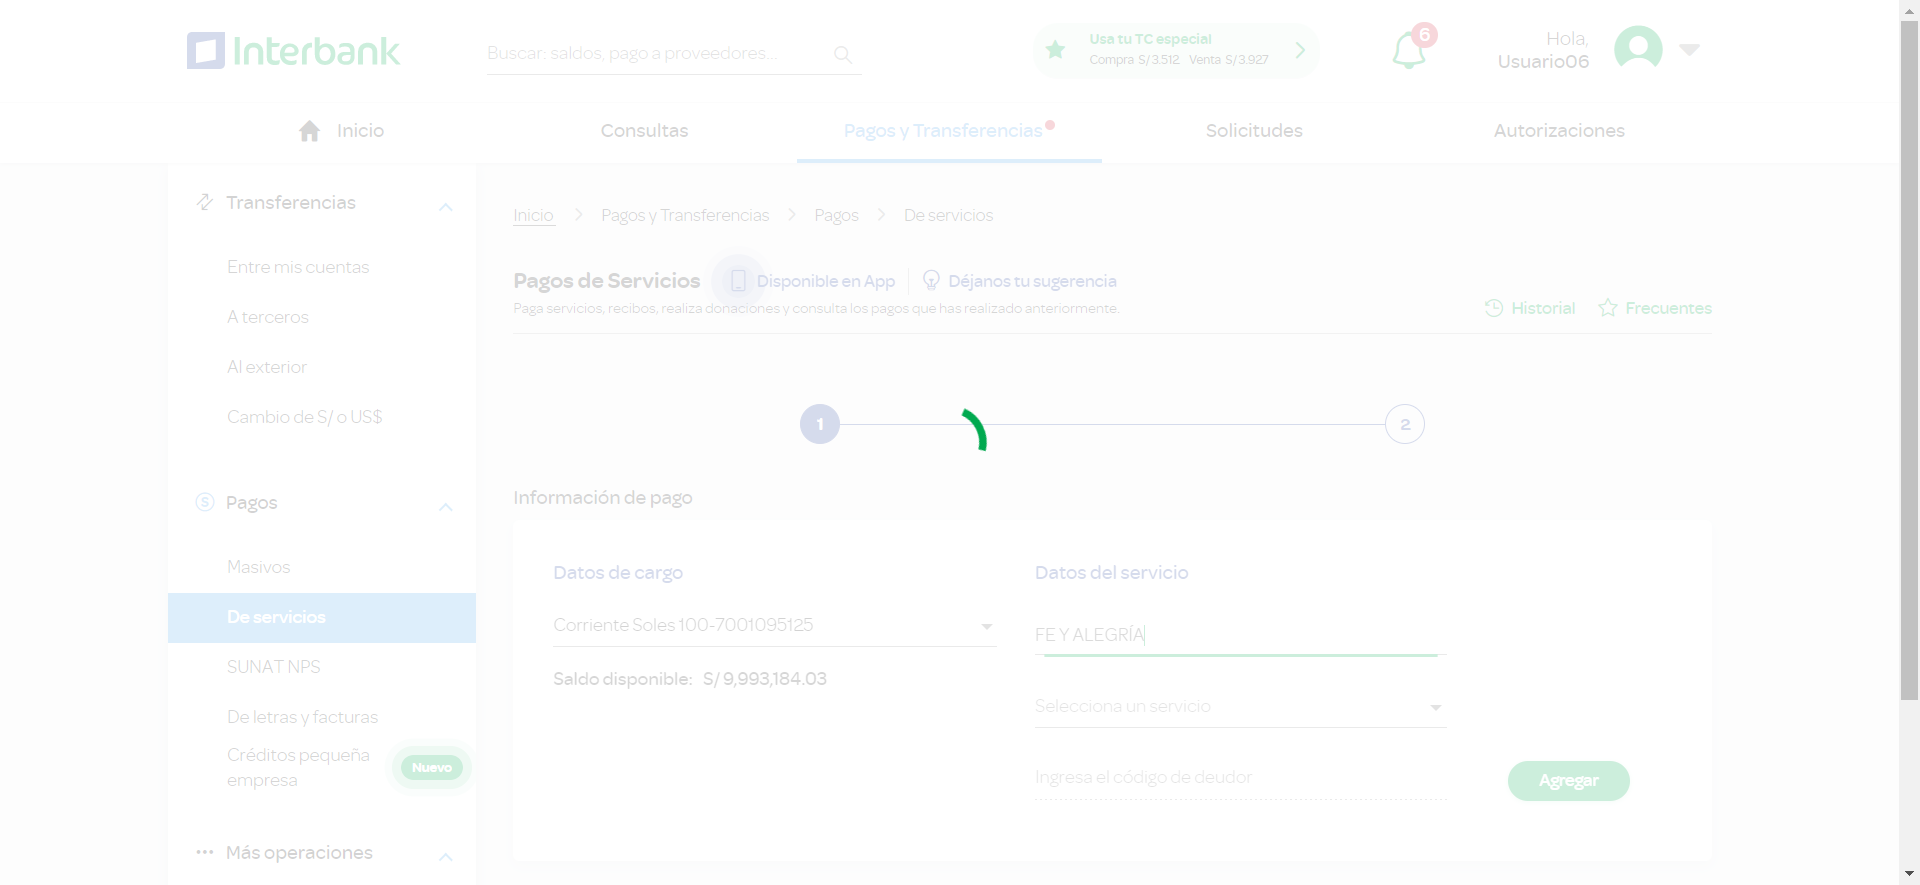 Interbank
Buscar: saldos, pago a proveedores...
Usa tu TC especial
Compra S/3.512 Venta S/3.927
6
Hola,
Usuario06
Inicio
Consultas
Pagos y Transferencias
Solicitudes
Autorizaciones
Transferencias
Entre mis cuentas
A terceros
Al exterior
Cambio de S/ o US$
Pagos
Masivos
De servicios
SUNAT NPS
De letras y facturas
Créditos pequeña
empresa
Nuevo
Más operaciones
Inicio > Pagos y Transferencias > Pagos > De servicios
Pagos de Servicios
Disponible en App
Déjanos tu sugerencia
Paga servicios, recibos, realiza donaciones y consulta los pagos que has realizado anteriormente.
Historial
Frecuentes
1
2
Información de pago
Datos de cargo
Corriente Soles 100-7001095125
Saldo disponible: S/ 9,993,184.03
Datos del servicio
FE Y ALEGRÍA
Selecciona un servicio
Ingresa el código de deudor
Agregar